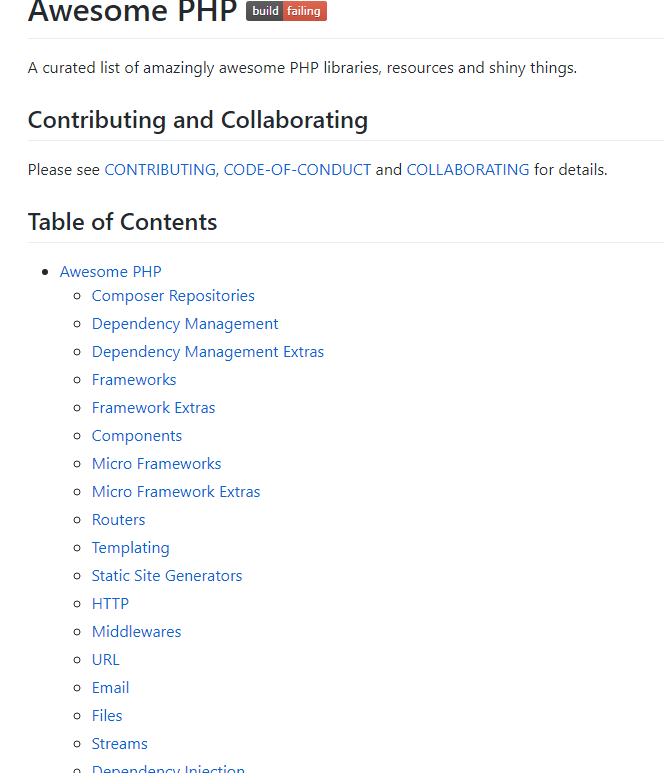 Awesome PHP build failing
A curated list of amazingly awesome PHP libraries, resources and shiny things.
Contributing and Collaborating
Please see CONTRIBUTING, CODE-OF-CONDUCT and COLLABORATING for details.
Table of Contents
Awesome PHP
Composer Repositories
Dependency Management
Dependency Management Extras
Frameworks
Framework Extras
Components
Micro Frameworks
Micro Framework Extras
Routers
Templating
Static Site Generators
HTTP
Middlewares
URL
Email
Files
Streams
Dependency Injection